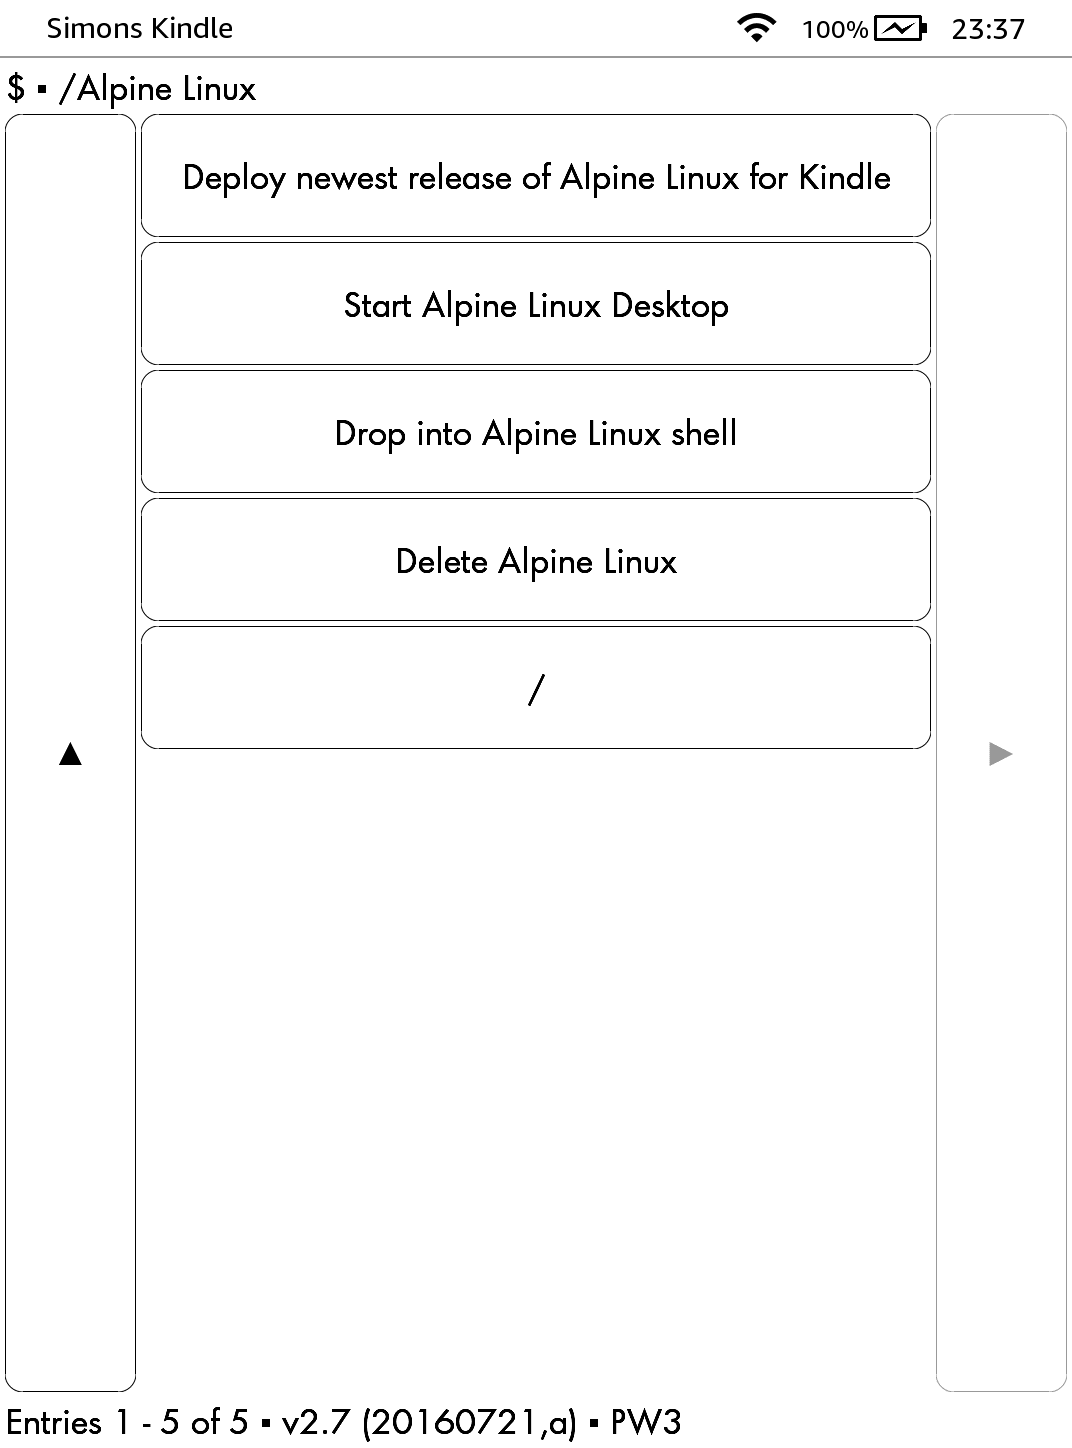 Simons Kindle 100% 23:37
$ ▪ /Alpine Linux
Deploy newest release of Alpine Linux for Kindle
Start Alpine Linux Desktop
Drop into Alpine Linux shell
Delete Alpine Linux
/
Entries 1 - 5 of 5 ▪ v2.7 (20160721,a) ▪ PW3